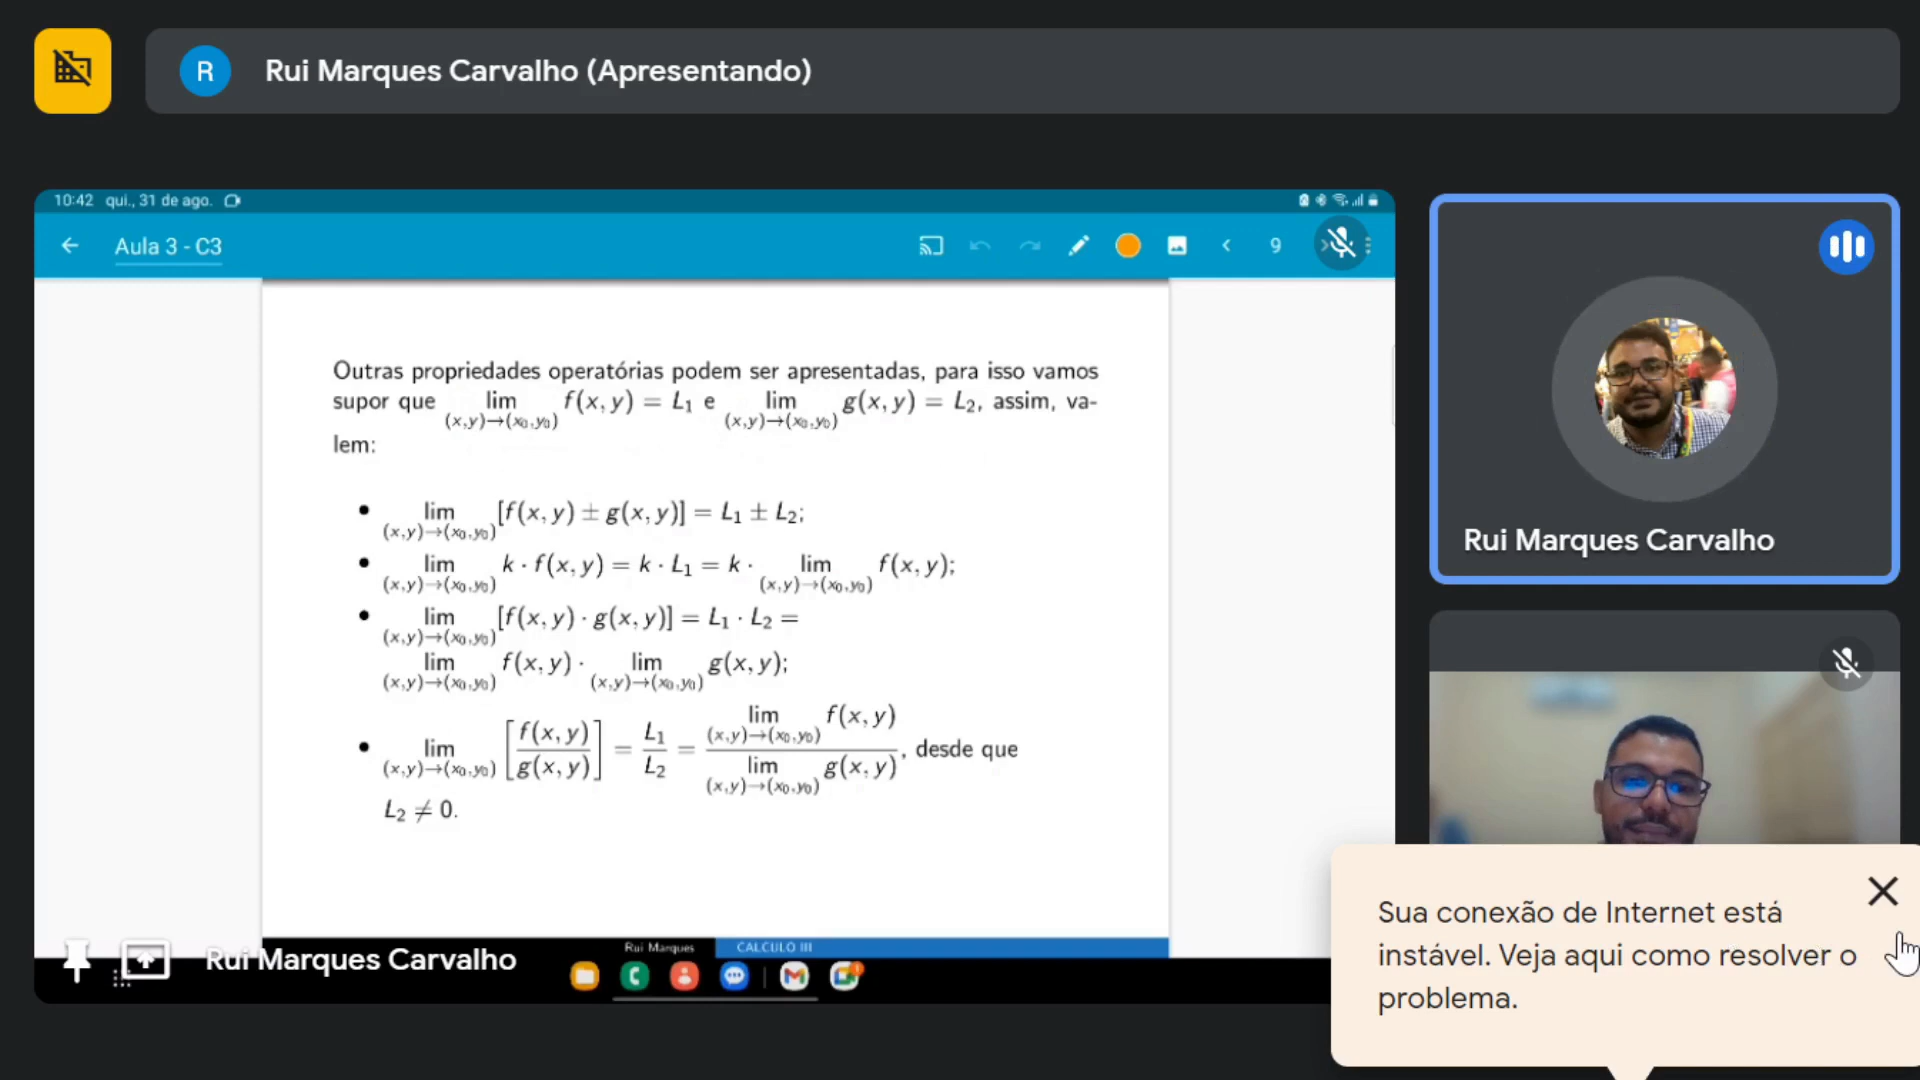 R Rui Marques Carvalho (Apresentando)
10:42 qui., 31 de ago.
Aula 3 - C3
9
Outras propriedades operatórias podem ser apresentadas, para isso vamos
supor que lim f(x, y) = L₁ e lim g(x, y) = L₂, assim, va-
(x,y)→(x₀,y₀) (x,y)→(x₀,y₀)
lem:
• lim [f(x, y) ± g(x, y)] = L₁ ± L₂;
(x,y)→(x₀,y₀)
• lim k · f(x, y) = k · L₁ = k · lim f(x, y);
(x,y)→(x₀,y₀) (x,y)→(x₀,y₀)
• lim [f(x, y) · g(x, y)] = L₁ · L₂ =
(x,y)→(x₀,y₀)
lim f(x, y) · lim g(x, y);
(x,y)→(x₀,y₀) (x,y)→(x₀,y₀)
• lim [f(x, y) / g(x, y)] = L₁ / L₂ = lim f(x, y) / lim g(x, y), desde que
(x,y)→(x₀,y₀) (x,y)→(x₀,y₀) (x,y)→(x₀,y₀)
L₂ ≠ 0.
Rui Marques CALCULO III
Rui Marques Carvalho
Rui Marques Carvalho
Sua conexão de Internet está
instável. Veja aqui como resolver o
problema.